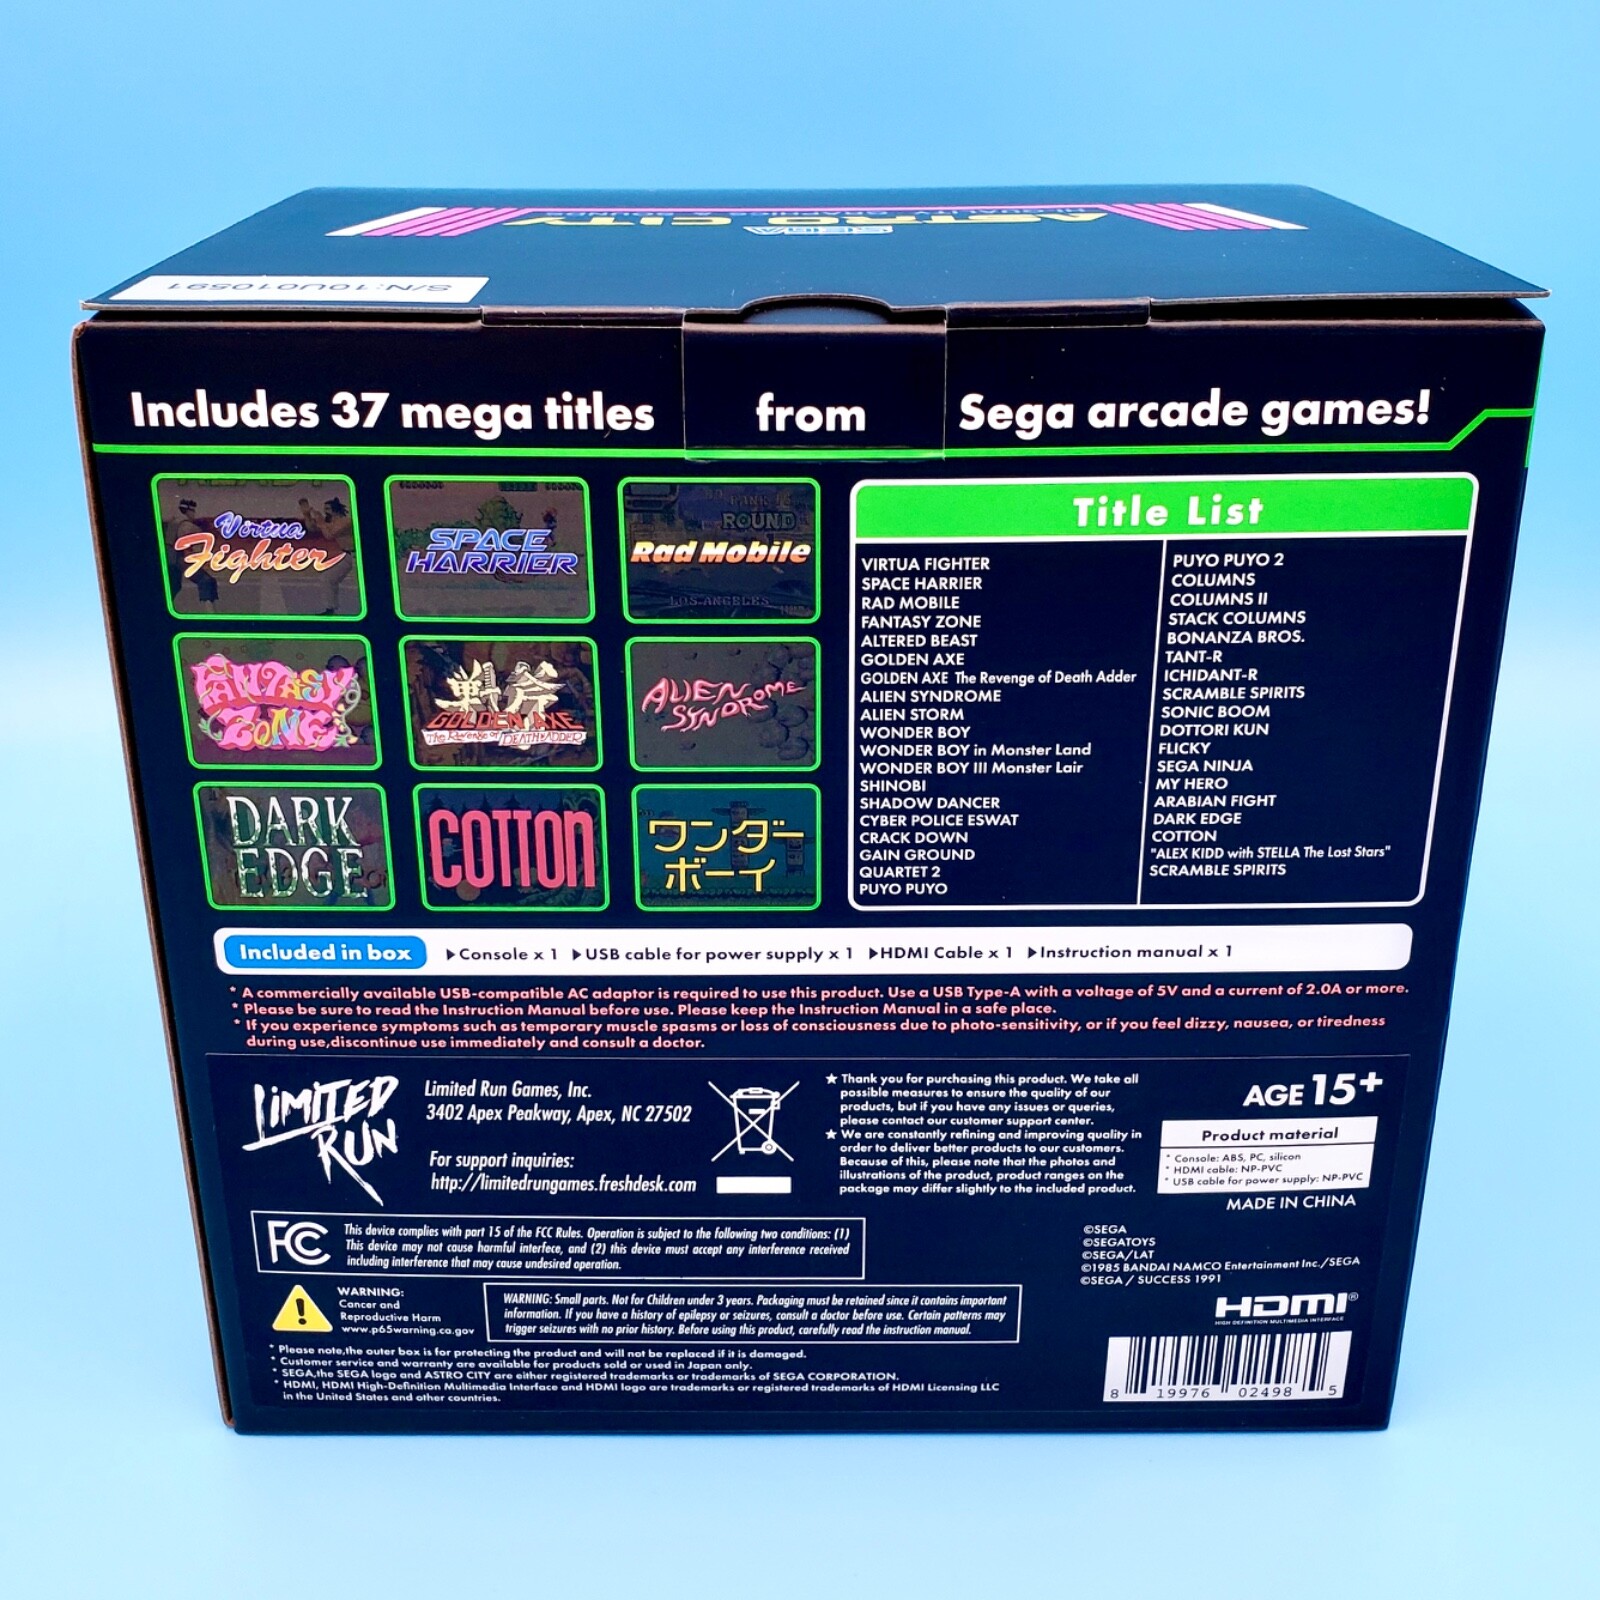 ASTRO CITY
HI-QUALITY GRAPHICS & SOUNDS
SEGA
S/N:10U010591
Includes 37 mega titles from Sega arcade games!
Virtua
Fighter
SPACE
HARRIER
ROUND
Rad Mobile
LOS ANGELES
FANTASY
ZONE
戦斧
GOLDEN AXE
The Revenge of DEATH ADDER
ALIEN
SYNDROME
DARK
EDGE
COTTON
ワンダー
ボーイ
Title List
VIRTUA FIGHTER
SPACE HARRIER
RAD MOBILE
FANTASY ZONE
ALTERED BEAST
GOLDEN AXE
GOLDEN AXE The Revenge of Death Adder
ALIEN SYNDROME
ALIEN STORM
WONDER BOY
WONDER BOY in Monster Land
WONDER BOY III Monster Lair
SHINOBI
SHADOW DANCER
CYBER POLICE ESWAT
CRACK DOWN
GAIN GROUND
QUARTET 2
PUYO PUYO
PUYO PUYO 2
COLUMNS
COLUMNS II
STACK COLUMNS
BONANZA BROS.
TANT-R
ICHIDANT-R
SCRAMBLE SPIRITS
SONIC BOOM
DOTTORI KUN
FLICKY
SEGA NINJA
MY HERO
ARABIAN FIGHT
DARK EDGE
COTTON
"ALEX KIDD with STELLA The Lost Stars"
SCRAMBLE SPIRITS
Included in box ▶Console x 1 ▶USB cable for power supply x 1 ▶HDMI Cable x 1 ▶Instruction manual x 1
* A commercially available USB-compatible AC adaptor is required to use this product. Use a USB Type-A with a voltage of 5V and a current of 2.0A or more.
* Please be sure to read the Instruction Manual before use. Please keep the Instruction Manual in a safe place.
* If you experience symptoms such as temporary muscle spasms or loss of consciousness due to photo-sensitivity, or if you feel dizzy, nausea, or tiredness
during use,discontinue use immediately and consult a doctor.
LIMITED
RUN
Limited Run Games, Inc.
3402 Apex Peakway, Apex, NC 27502
For support inquiries:
http://limitedrungames.freshdesk.com
★ Thank you for purchasing this product. We take all
possible measures to ensure the quality of our
products, but if you have any issues or queries,
please contact our customer support center.
★ We are constantly refining and improving quality in
order to deliver better products to our customers.
Because of this, please note that the photos and
illustrations of the product, product ranges on the
package may differ slightly to the included product.
AGE 15+
Product material
* Console: ABS, PC, silicon
* HDMI cable: NP-PVC
* USB cable for power supply: NP-PVC
MADE IN CHINA
FC
This device complies with part 15 of the FCC Rules. Operation is subject to the following two conditions: (1)
This device may not cause harmful interfece, and (2) this device must accept any interference received
including interference that may cause undesired operation.
©SEGA
©SEGATOYS
©SEGA/LAT
©1985 BANDAI NAMCO Entertainment Inc./SEGA
©SEGA / SUCCESS 1991
WARNING:
Cancer and
Reproductive Harm
www.p65warning.ca.gov
WARNING: Small parts. Not for Children under 3 years. Packaging must be retained since it contains important
information. If you have a history of epilepsy or seizures, consult a doctor before use. Certain patterns may
trigger seizures with no prior history. Before using this product, carefully read the instruction manual.
HDMI®
HIGH DEFINITION MULTIMEDIA INTERFACE
* Please note,the outer box is for protecting the product and will not be replaced if it is damaged.
* Customer service and warranty are available for products sold or used in Japan only.
* SEGA,the SEGA logo and ASTRO CITY are either registered trademarks or trademarks of SEGA CORPORATION.
* HDMI, HDMI High-Definition Multimedia Interface and HDMI logo are trademarks or registered trademarks of HDMI Licensing LLC
in the United States and other countries.
8 19976 02498 5